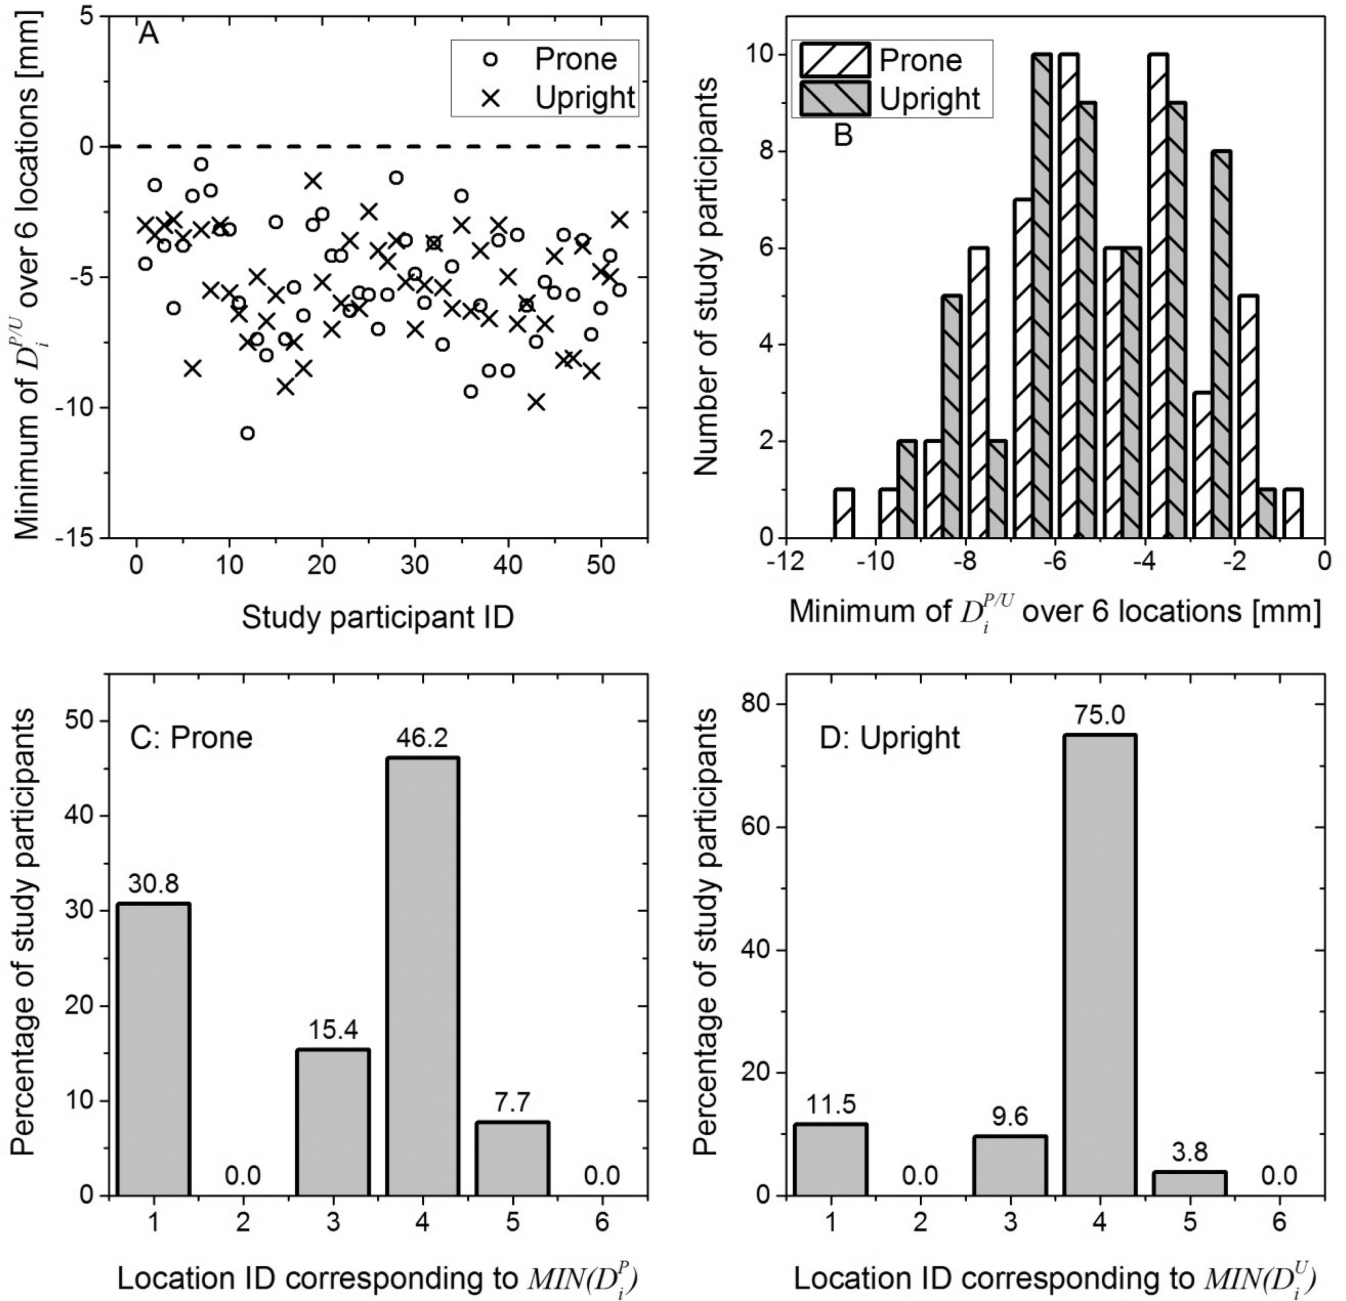 A
Prone
Upright
5
0
-5
-10
-15
0 10 20 30 40 50
Minimum of D_i^{P/U} over 6 locations [mm]
Study participant ID
Prone
Upright
B
10
8
6
4
2
0
-12 -10 -8 -6 -4 -2 0
Number of study participants
Minimum of D_i^{P/U} over 6 locations [mm]
C: Prone
50
40
30
20
10
0
30.8
0.0
15.4
46.2
7.7
0.0
1 2 3 4 5 6
Percentage of study participants
Location ID corresponding to MIN(D_i^P)
D: Upright
80
60
40
20
0
11.5
0.0
9.6
75.0
3.8
0.0
1 2 3 4 5 6
Percentage of study participants
Location ID corresponding to MIN(D_i^U)